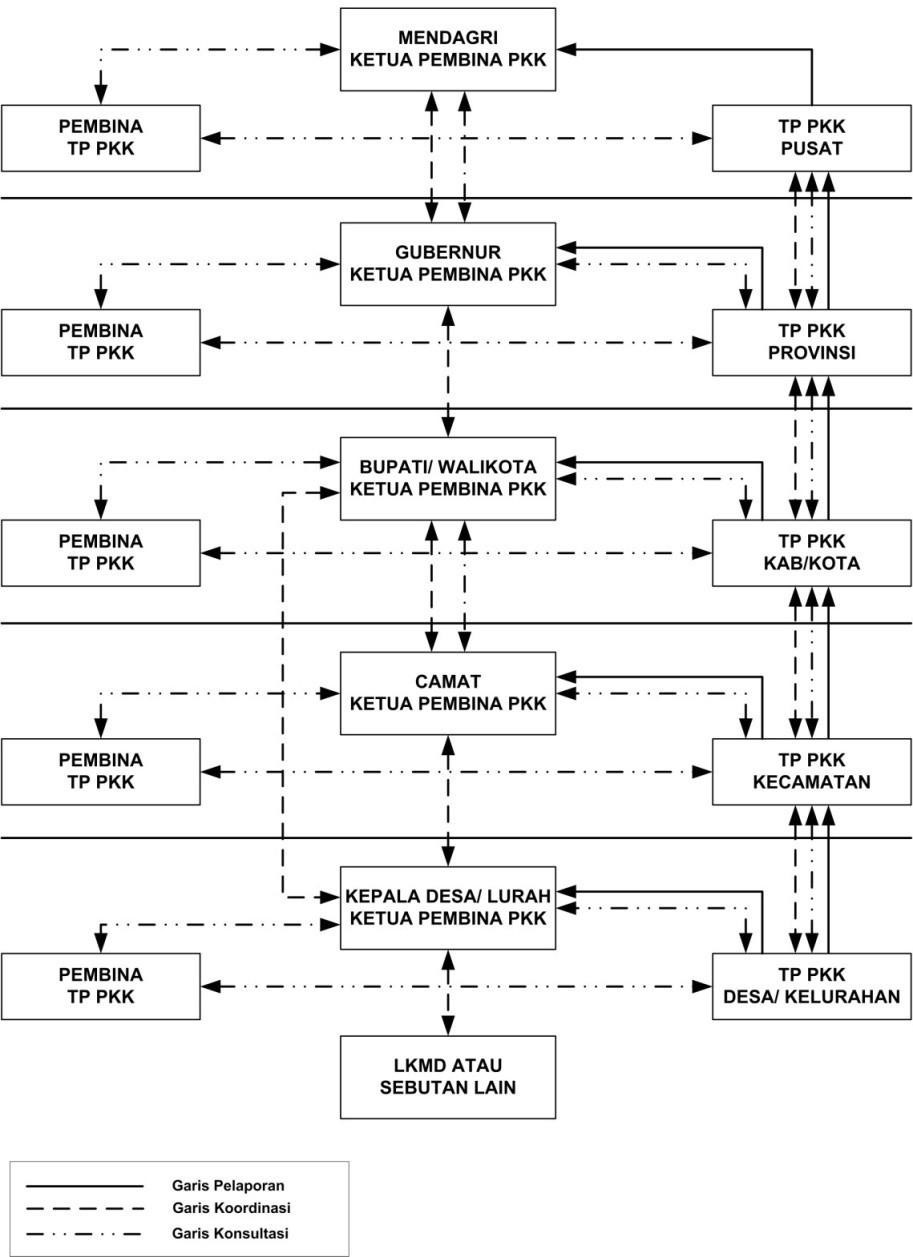 MENDAGRI
KETUA PEMBINA PKK
PEMBINA
TP PKK
TP PKK
PUSAT
GUBERNUR
KETUA PEMBINA PKK
PEMBINA
TP PKK
TP PKK
PROVINSI
BUPATI/ WALIKOTA
KETUA PEMBINA PKK
PEMBINA
TP PKK
TP PKK
KAB/KOTA
CAMAT
KETUA PEMBINA PKK
PEMBINA
TP PKK
TP PKK
KECAMATAN
KEPALA DESA/ LURAH
KETUA PEMBINA PKK
PEMBINA
TP PKK
TP PKK
DESA/ KELURAHAN
LKMD ATAU
SEBUTAN LAIN
Garis Pelaporan
Garis Koordinasi
Garis Konsultasi